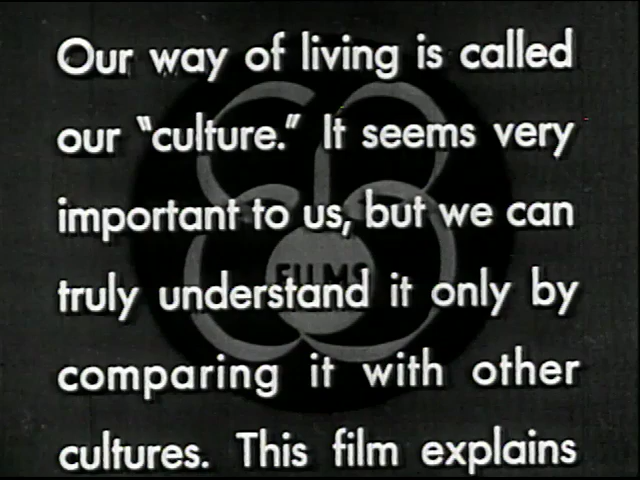 Our way of living is called
our "culture." It seems very
important to us, but we can
truly understand it only by
comparing it with other
cultures. This film explains
FILMS